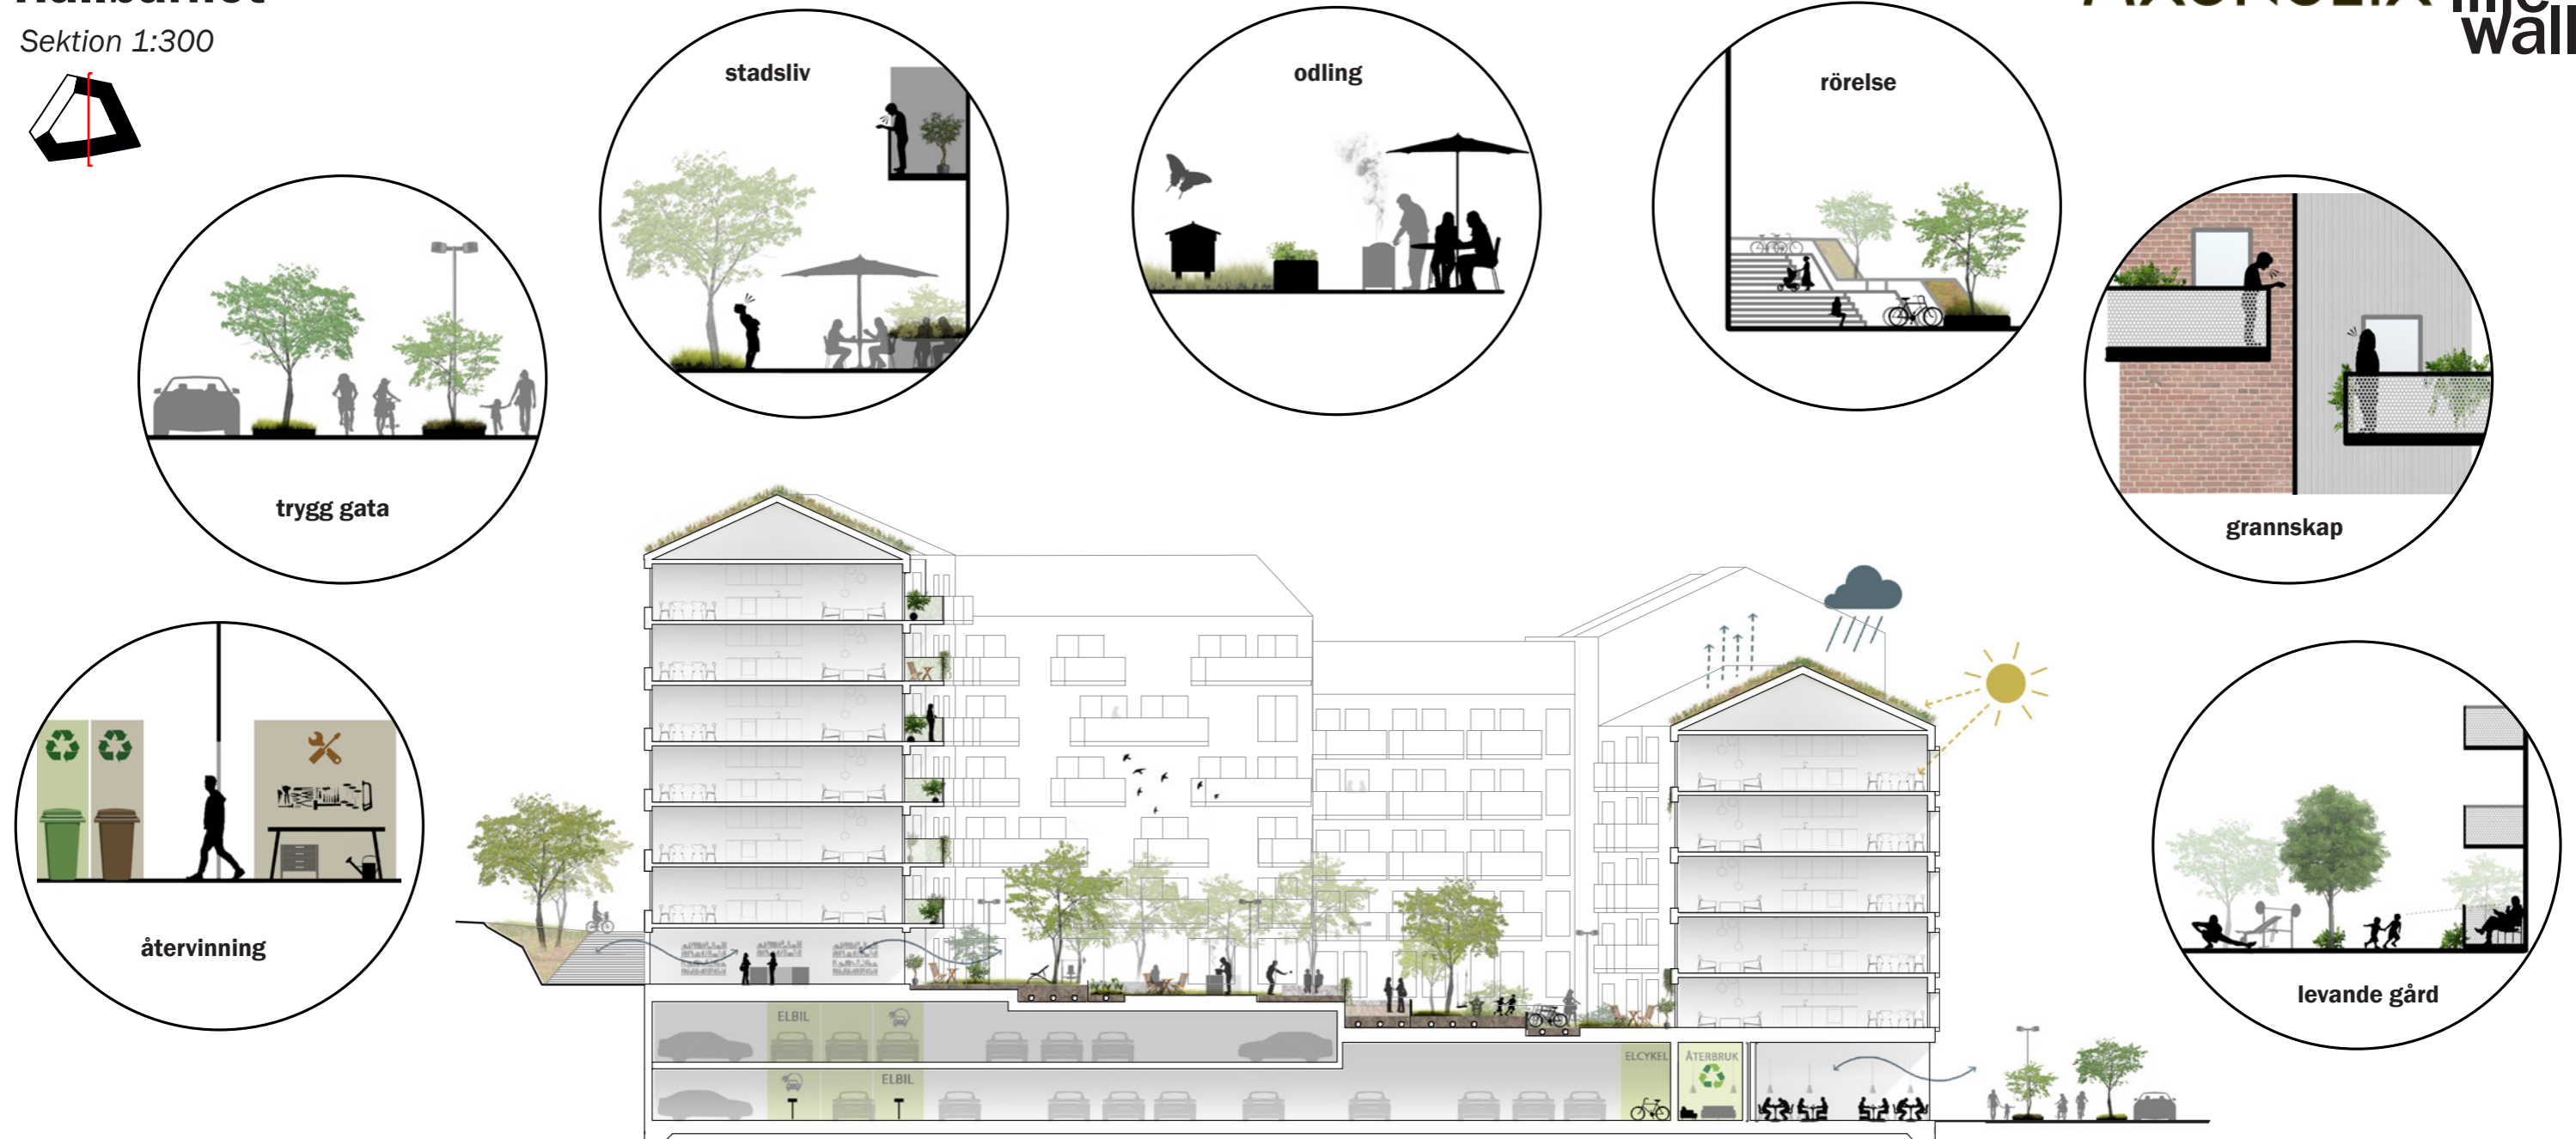 Sektion 1:300
stadsliv
odling
rörelse
wall
trygg gata
grannskap
återvinning
levande gård
ELBIL
ELBIL
ELCYKEL
ÅTERBRUK